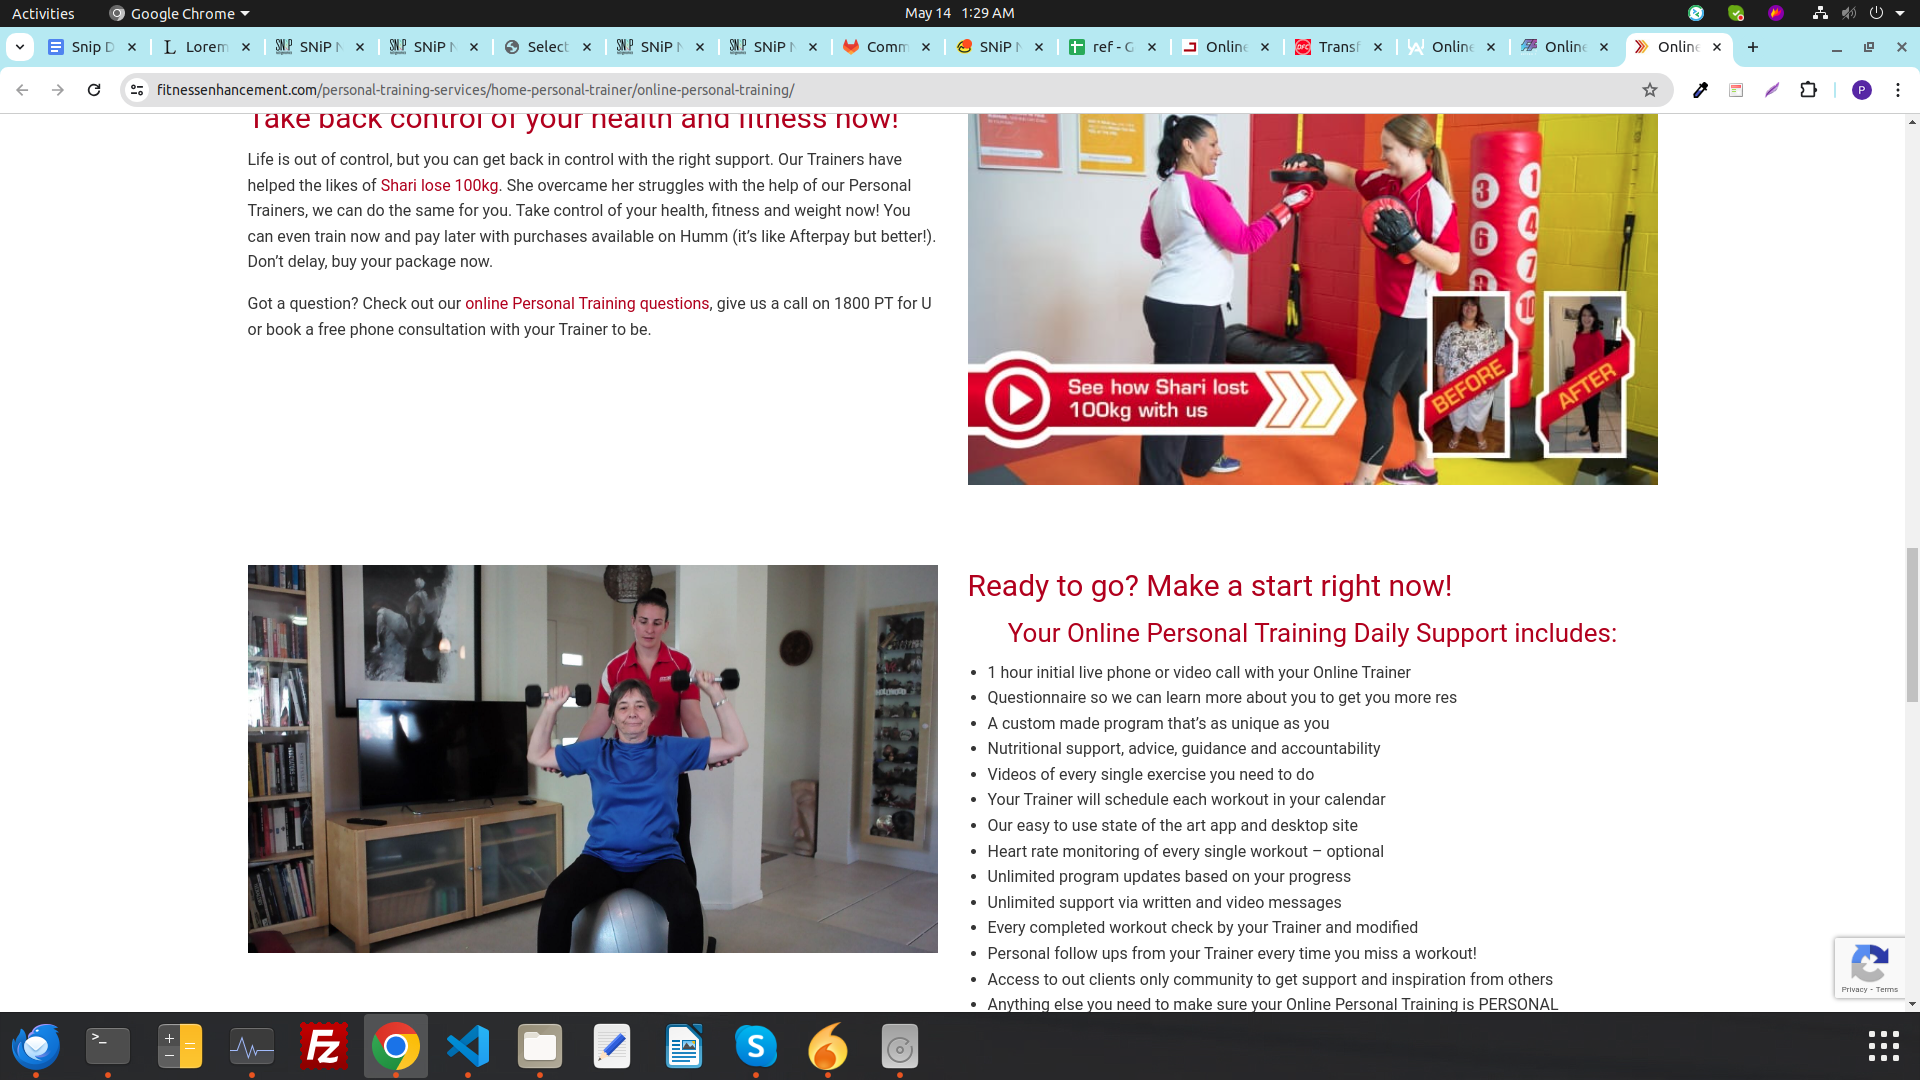 Activities
Google Chrome
May 14 1:29 AM
Snip D
Lorem
SNiP N
SNiP N
Select
SNiP N
SNiP N
Comm
SNiP N
ref - G
Online
Transf
Online
Online
Online
fitnessenhancement.com/personal-training-services/home-personal-trainer/online-personal-training/
P
Take back control of your health and fitness now!
Life is out of control, but you can get back in control with the right support. Our Trainers have
helped the likes of Shari lose 100kg. She overcame her struggles with the help of our Personal
Trainers, we can do the same for you. Take control of your health, fitness and weight now! You
can even train now and pay later with purchases available on Humm (it’s like Afterpay but better!).
Don’t delay, buy your package now.
Got a question? Check out our online Personal Training questions, give us a call on 1800 PT for U
or book a free phone consultation with your Trainer to be.
3 1
6 4
7
10
See how Shari lost
100kg with us
BEFORE
AFTER
Ready to go? Make a start right now!
Your Online Personal Training Daily Support includes:
• 1 hour initial live phone or video call with your Online Trainer
• Questionnaire so we can learn more about you to get you more res
• A custom made program that’s as unique as you
• Nutritional support, advice, guidance and accountability
• Videos of every single exercise you need to do
• Your Trainer will schedule each workout in your calendar
• Our easy to use state of the art app and desktop site
• Heart rate monitoring of every single workout – optional
• Unlimited program updates based on your progress
• Unlimited support via written and video messages
• Every completed workout check by your Trainer and modified
• Personal follow ups from your Trainer every time you miss a workout!
• Access to out clients only community to get support and inspiration from others
• Anything else you need to make sure your Online Personal Training is PERSONAL
Privacy - Terms